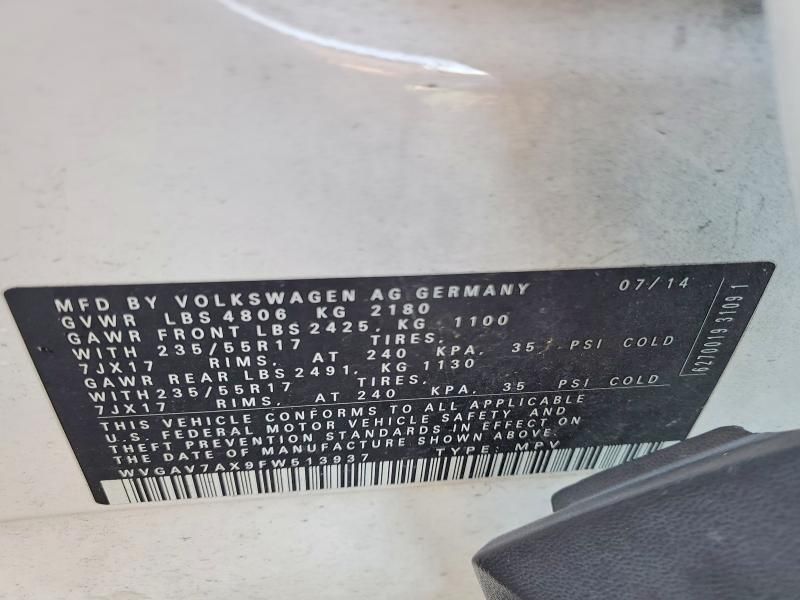 MFD BY VOLKSWAGEN AG GERMANY 07/14
GVWR LBS 4806 KG 2180
GAWR FRONT LBS 2425. KG 1100
WITH 235/55R17 TIRES.
7JX17 RIMS. AT 240 KPA. 35 PSI COLD
GAWR REAR LBS 2491. KG 1130
WITH 235/55R17 TIRES.
7JX17 RIMS. AT 240 KPA. 35 PSI COLD
THIS VEHICLE CONFORMS TO ALL APPLICABLE
U.S. FEDERAL MOTOR VEHICLE SAFETY AND
THEFT PREVENTION STANDARDS IN EFFECT ON
THE DATE OF MANUFACTURE SHOWN ABOVE.
WVGAV7AX9FW513937 TYPE: MPV
6270019 3109 1